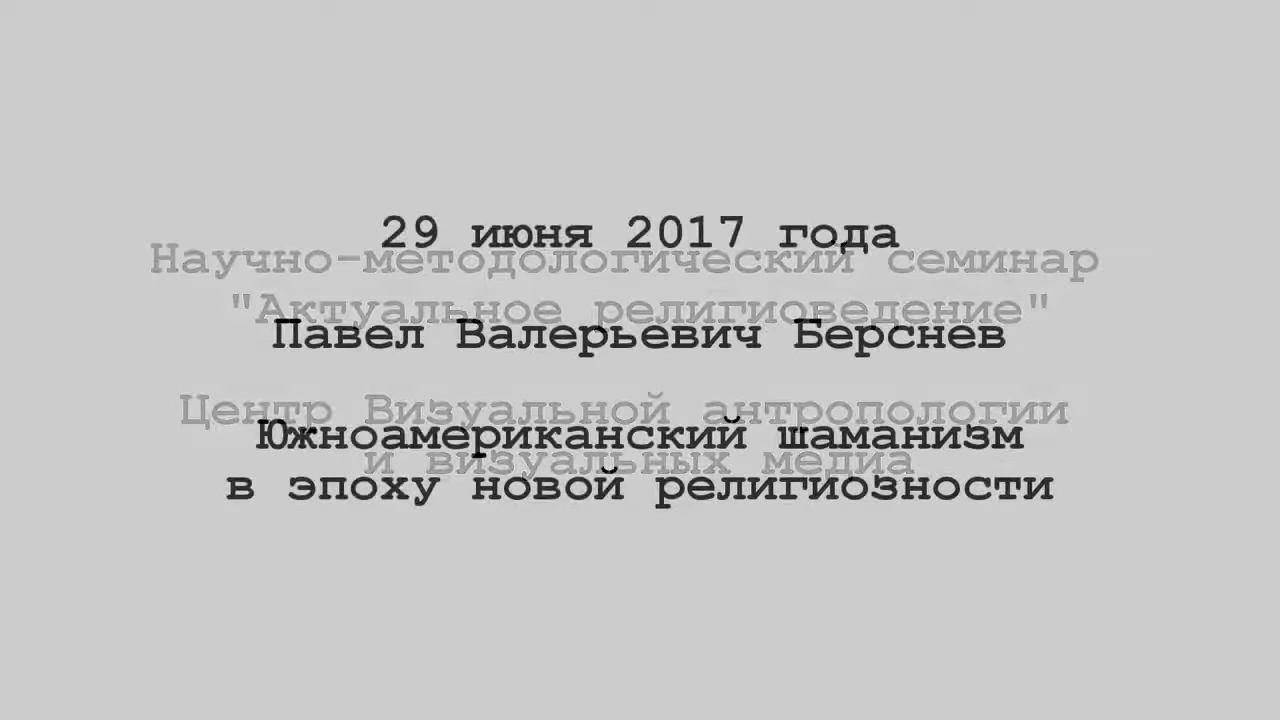 29 июня 2017 года
Научно-методологический семинар
"Актуальное религиоведение"
Павел Валерьевич Берснев
Центр Визуальной антропологии
Южноамериканский шаманизм
и визуальных медиа
в эпоху новой религиозности